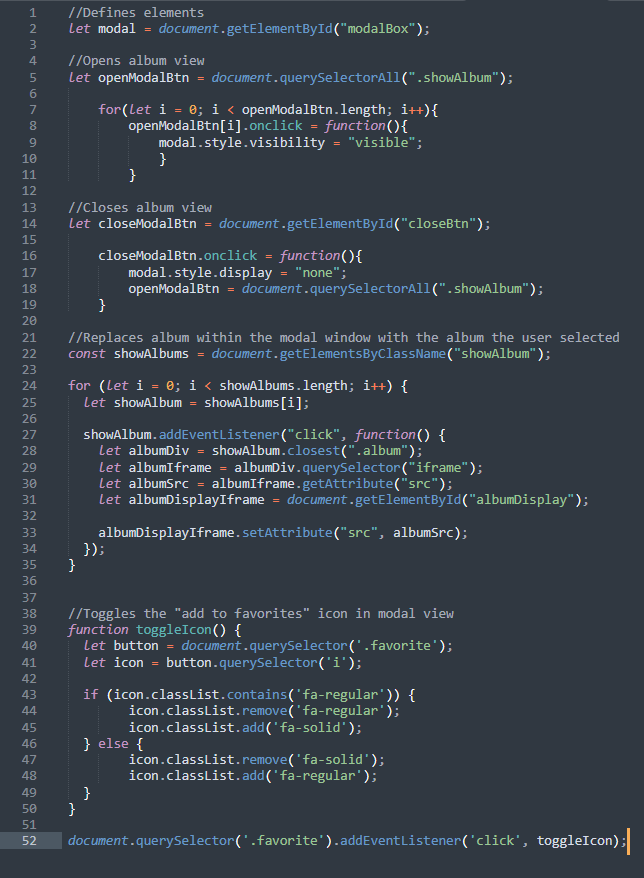 1 //Defines elements
2 let modal = document.getElementById("modalBox");
3
4 //Opens album view
5 let openModalBtn = document.querySelectorAll(".showAlbum");
6
7 for(let i = 0; i < openModalBtn.length; i++){
8 openModalBtn[i].onclick = function(){
9 modal.style.visibility = "visible";
10 }
11 }
12
13 //Closes album view
14 let closeModalBtn = document.getElementById("closeBtn");
15
16 closeModalBtn.onclick = function(){
17 modal.style.display = "none";
18 openModalBtn = document.querySelectorAll(".showAlbum");
19 }
20
21 //Replaces album within the modal window with the album the user selected
22 const showAlbums = document.getElementsByClassName("showAlbum");
23
24 for (let i = 0; i < showAlbums.length; i++) {
25 let showAlbum = showAlbums[i];
26
27 showAlbum.addEventListener("click", function() {
28 let albumDiv = showAlbum.closest(".album");
29 let albumIframe = albumDiv.querySelector("iframe");
30 let albumSrc = albumIframe.getAttribute("src");
31 let albumDisplayIframe = document.getElementById("albumDisplay");
32
33 albumDisplayIframe.setAttribute("src", albumSrc);
34 });
35 }
36
37
38 //Toggles the "add to favorites" icon in modal view
39 function toggleIcon() {
40 let button = document.querySelector('.favorite');
41 let icon = button.querySelector('i');
42
43 if (icon.classList.contains('fa-regular')) {
44 icon.classList.remove('fa-regular');
45 icon.classList.add('fa-solid');
46 } else {
47 icon.classList.remove('fa-solid');
48 icon.classList.add('fa-regular');
49 }
50 }
51
52 document.querySelector('.favorite').addEventListener('click', toggleIcon);